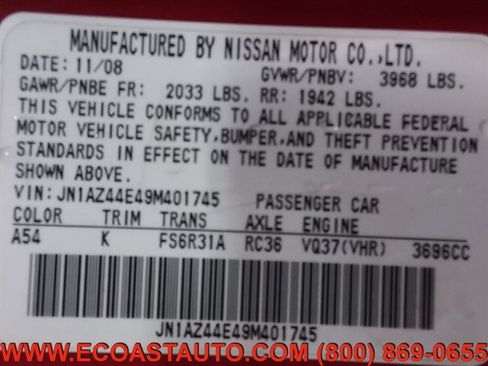 MANUFACTURED BY NISSAN MOTOR CO.,LTD.
DATE: 11/08 GVWR/PNBV: 3968 LBS.
GAWR/PNBE FR: 2033 LBS. RR: 1942 LBS.
THIS VEHICLE CONFORMS TO ALL APPLICABLE FEDERAL
MOTOR VEHICLE SAFETY,BUMPER,AND THEFT PREVENTION
STANDARDS IN EFFECT ON THE DATE OF MANUFACTURE
SHOWN ABOVE.
VIN: JN1AZ44E49M401745 PASSENGER CAR
COLOR TRIM TRANS AXLE ENGINE
A54 K FS6R31A RC36 VQ37(VHR) 3696CC
JN1AZ44E49M401745
WWW.ECOASTAUTO.COM (800) 869-0655